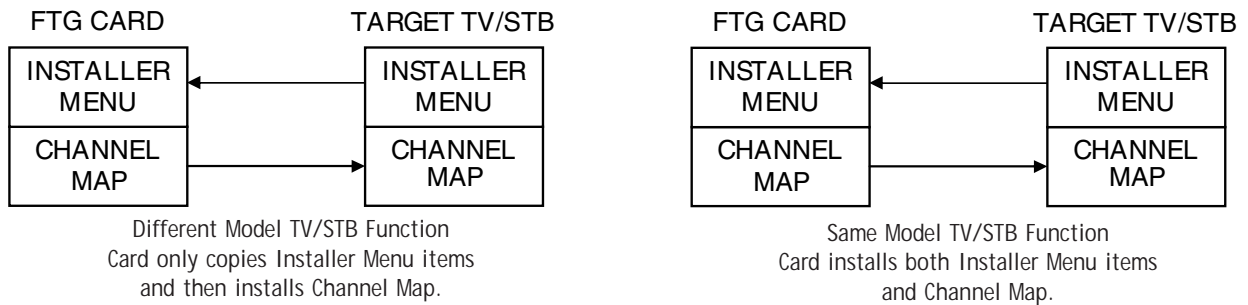 FTG CARD
TARGET TV/STB
INSTALLER
MENU
INSTALLER
MENU
CHANNEL
MAP
CHANNEL
MAP
Different Model TV/STB Function
Card only copies Installer Menu items
and then installs Channel Map.
FTG CARD
TARGET TV/STB
INSTALLER
MENU
INSTALLER
MENU
CHANNEL
MAP
CHANNEL
MAP
Same Model TV/STB Function
Card installs both Installer Menu items
and Channel Map.